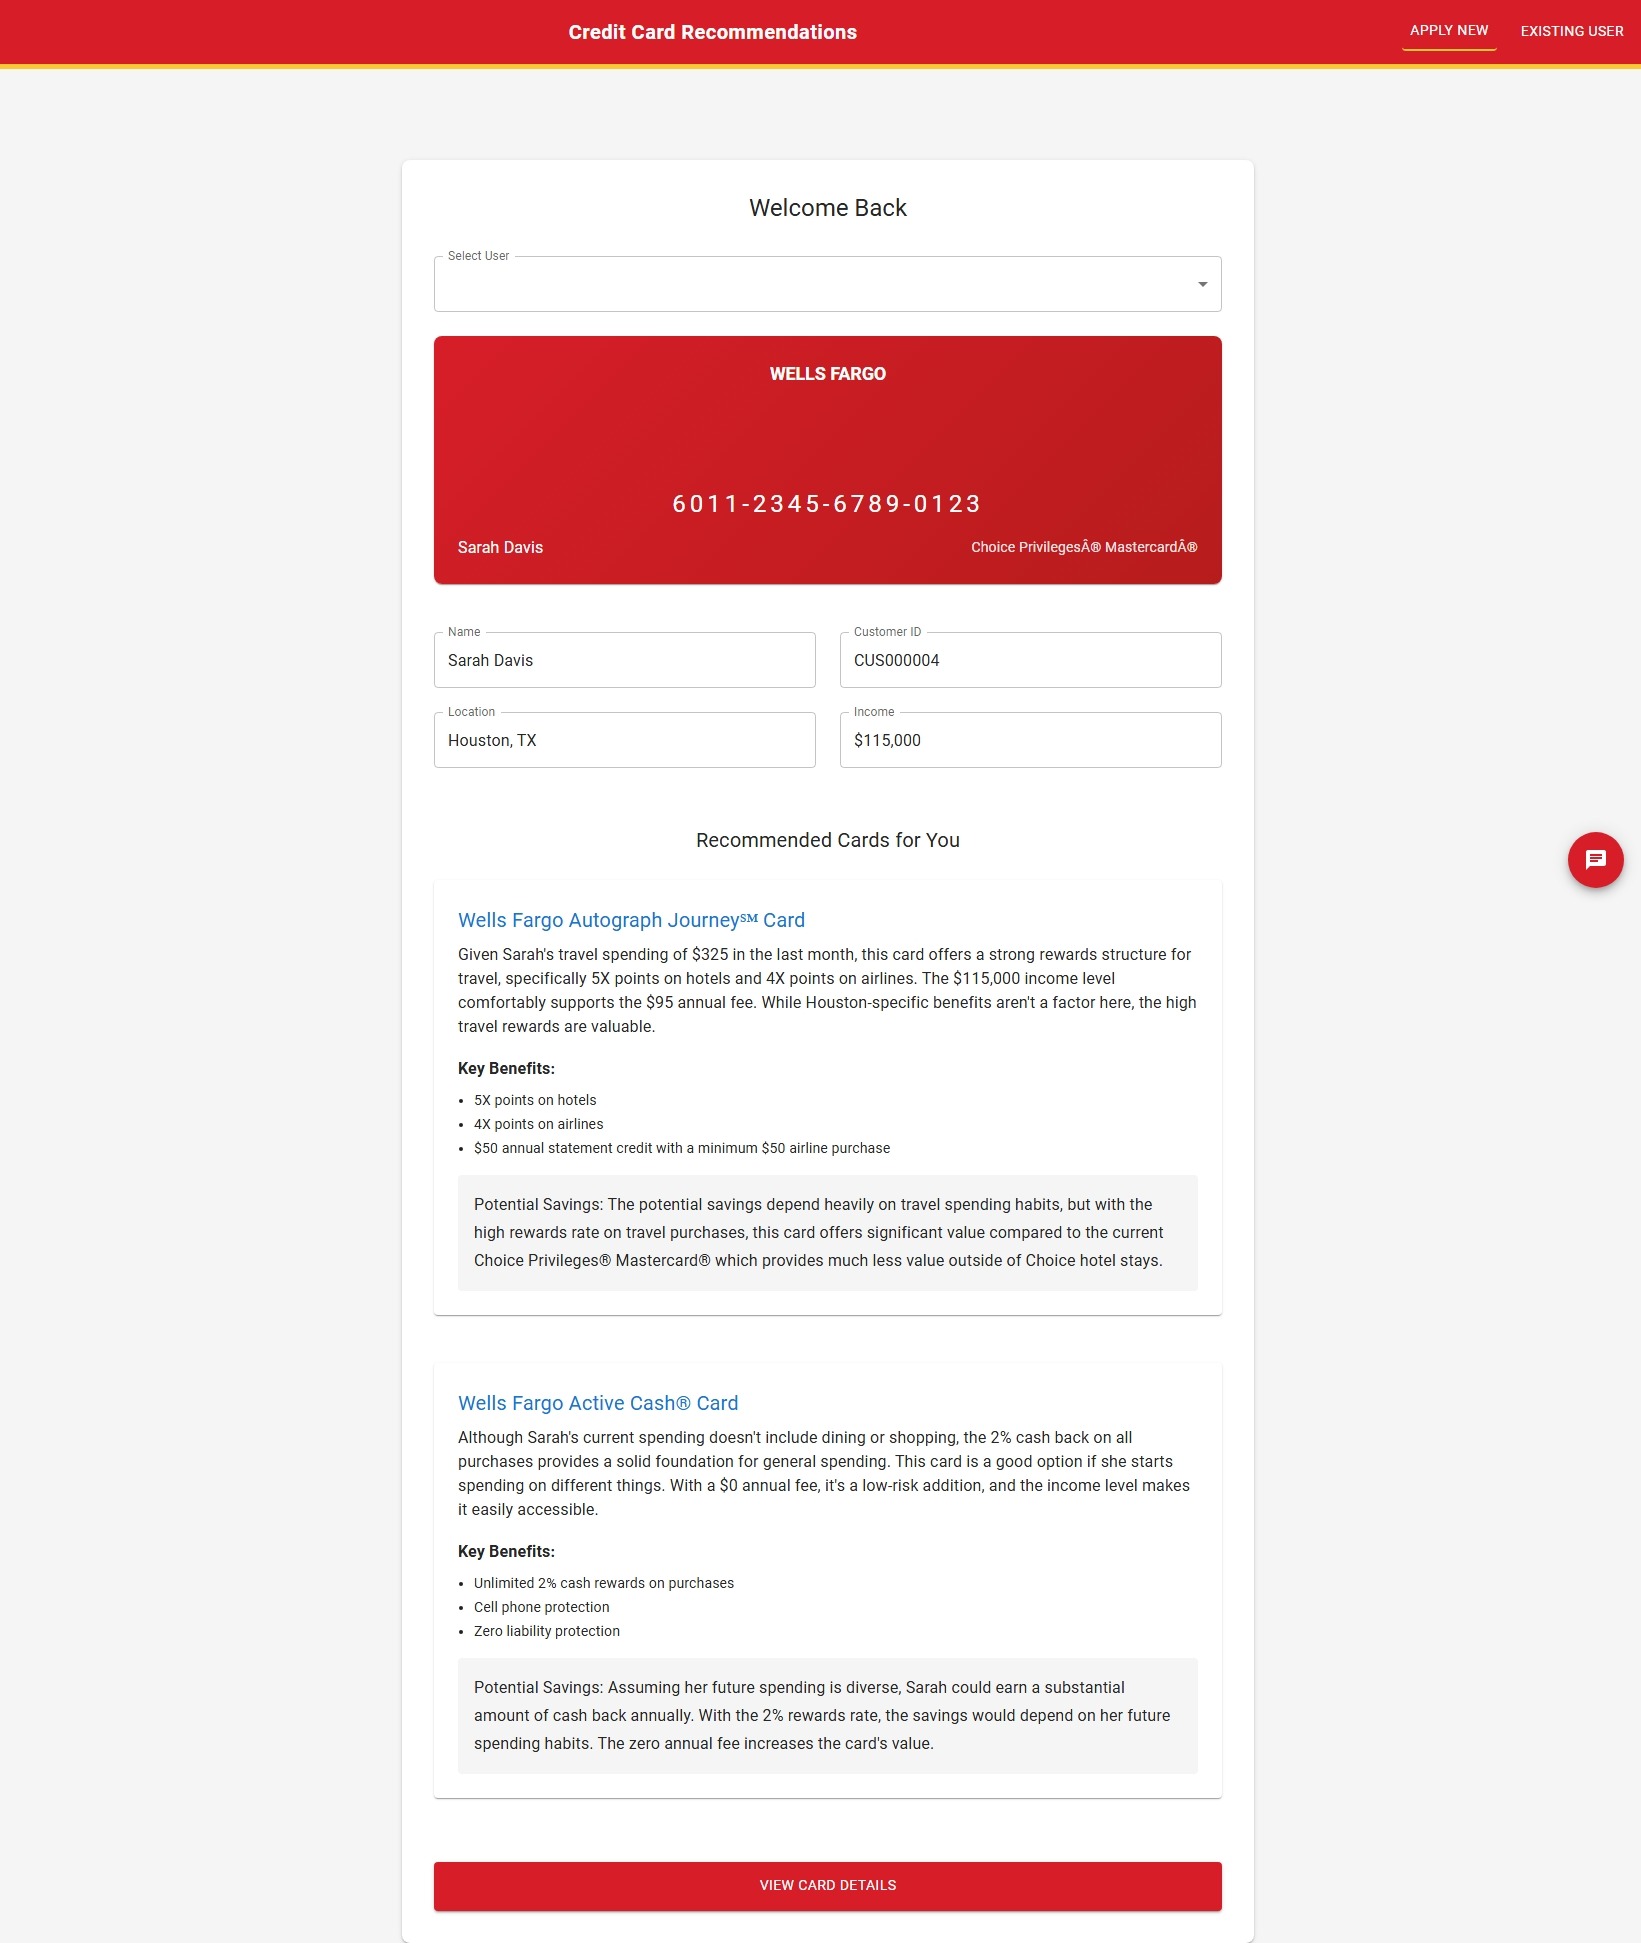 Credit Card Recommendations
APPLY NEW
EXISTING USER
Welcome Back
Select User
WELLS FARGO
6011-2345-6789-0123
Sarah Davis
Choice PrivilegesÂ® MastercardÂ®
Name
Sarah Davis
Customer ID
CUS000004
Location
Houston, TX
Income
$115,000
Recommended Cards for You
Wells Fargo Autograph Journey℠ Card
Given Sarah's travel spending of $325 in the last month, this card offers a strong rewards structure for
travel, specifically 5X points on hotels and 4X points on airlines. The $115,000 income level
comfortably supports the $95 annual fee. While Houston-specific benefits aren't a factor here, the high
travel rewards are valuable.
Key Benefits:
• 5X points on hotels
• 4X points on airlines
• $50 annual statement credit with a minimum $50 airline purchase
Potential Savings: The potential savings depend heavily on travel spending habits, but with the
high rewards rate on travel purchases, this card offers significant value compared to the current
Choice Privileges® Mastercard® which provides much less value outside of Choice hotel stays.
Wells Fargo Active Cash® Card
Although Sarah's current spending doesn't include dining or shopping, the 2% cash back on all
purchases provides a solid foundation for general spending. This card is a good option if she starts
spending on different things. With a $0 annual fee, it's a low-risk addition, and the income level makes
it easily accessible.
Key Benefits:
• Unlimited 2% cash rewards on purchases
• Cell phone protection
• Zero liability protection
Potential Savings: Assuming her future spending is diverse, Sarah could earn a substantial
amount of cash back annually. With the 2% rewards rate, the savings would depend on her future
spending habits. The zero annual fee increases the card's value.
VIEW CARD DETAILS